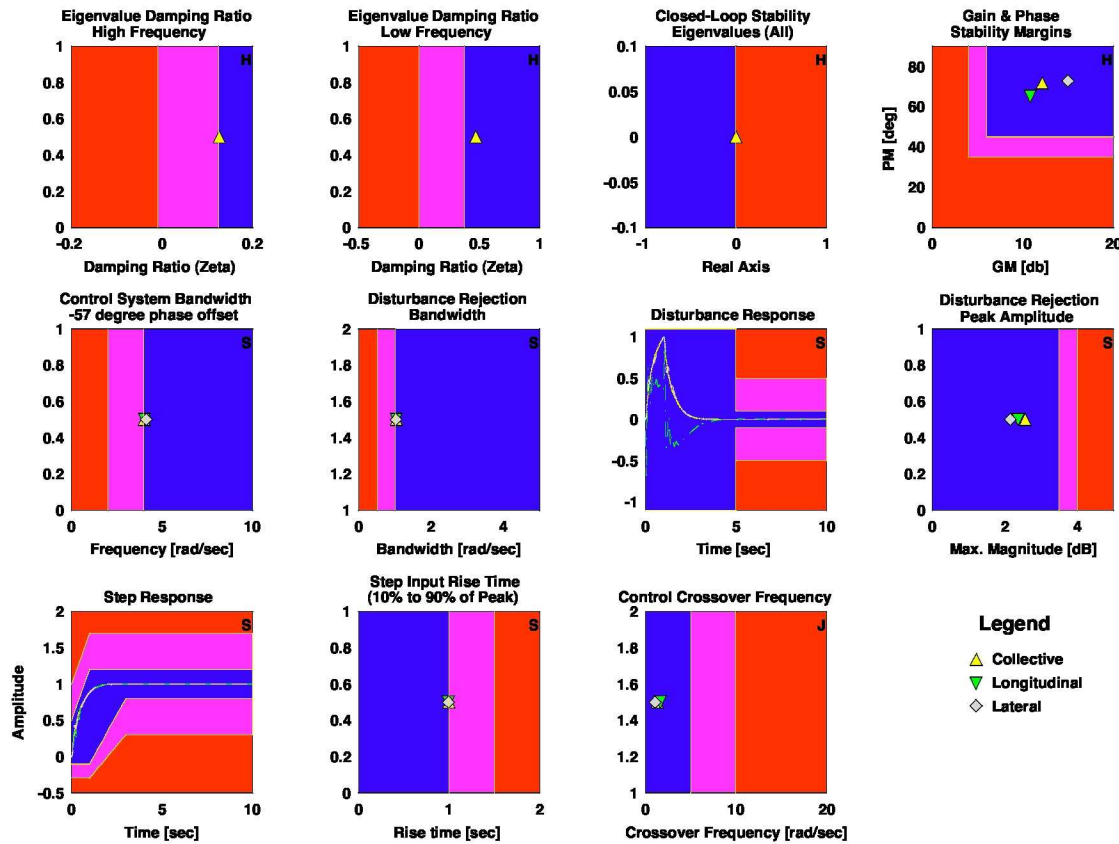 Eigenvalue Damping Ratio
High Frequency
H
1
0.8
0.6
0.4
0.2
0
-0.2
0
0.2
Damping Ratio (Zeta)
Eigenvalue Damping Ratio
Low Frequency
H
1
0.8
0.6
0.4
0.2
0
-0.5
0
0.5
1
Damping Ratio (Zeta)
Closed-Loop Stability
Eigenvalues (All)
H
0.1
0.05
0
-0.05
-0.1
-1
0
1
Real Axis
Gain & Phase
Stability Margins
H
PM [deg]
80
60
40
20
0
0
10
20
GM [db]
Control System Bandwidth
-57 degree phase offset
S
1
0.8
0.6
0.4
0.2
0
0
5
10
Frequency [rad/sec]
Disturbance Rejection
Bandwidth
S
2
1.8
1.6
1.4
1.2
1
0
2
4
Bandwidth [rad/sec]
Disturbance Response
S
1
0.5
0
-0.5
-1
0
5
10
Time [sec]
Disturbance Rejection
Peak Amplitude
S
1
0.8
0.6
0.4
0.2
0
0
2
4
Max. Magnitude [dB]
Step Response
S
Amplitude
2
1.5
1
0.5
0
-0.5
0
5
10
Time [sec]
Step Input Rise Time
(10% to 90% of Peak)
S
1
0.8
0.6
0.4
0.2
0
0
1
2
Rise time [sec]
Control Crossover Frequency
J
2
1.8
1.6
1.4
1.2
1
0
10
20
Crossover Frequency [rad/sec]
Legend
Collective
Longitudinal
Lateral